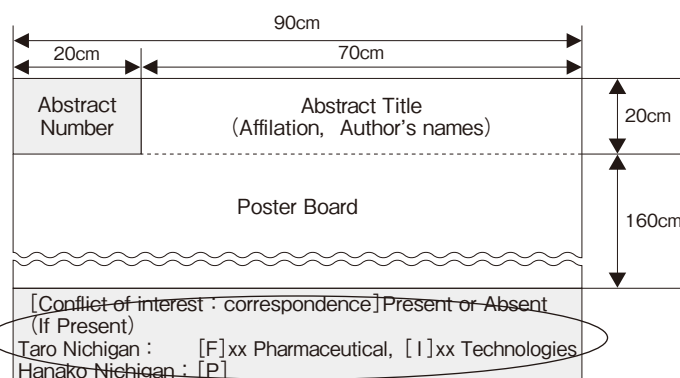 90cm
20cm
70cm
Abstract
Number
Abstract Title
(Affilation, Author's names)
20cm
Poster Board
160cm
[Conflict of interest : correspondence]Present or Absent
(If Present)
Taro Nichigan : [F]xx Pharmaceutical, [I]xx Technologies
Hanako Nichigan : [P]